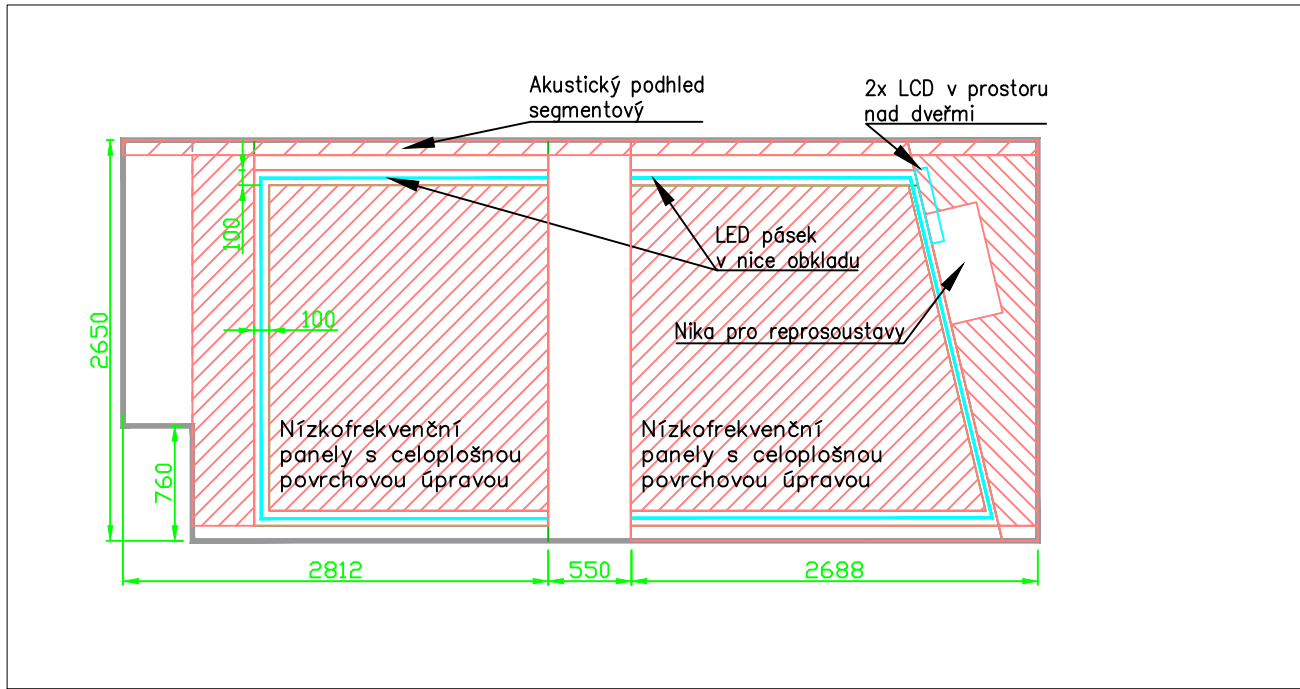 Akustický podhled
segmentový
2x LCD v prostoru
nad dveřmi
100
LED pásek
v nice obkladu
100
Nika pro reprosoustavy
2650
Nízkofrekvenční
panely s celoplošnou
povrchovou úpravou
Nízkofrekvenční
panely s celoplošnou
povrchovou úpravou
760
2812
550
2688